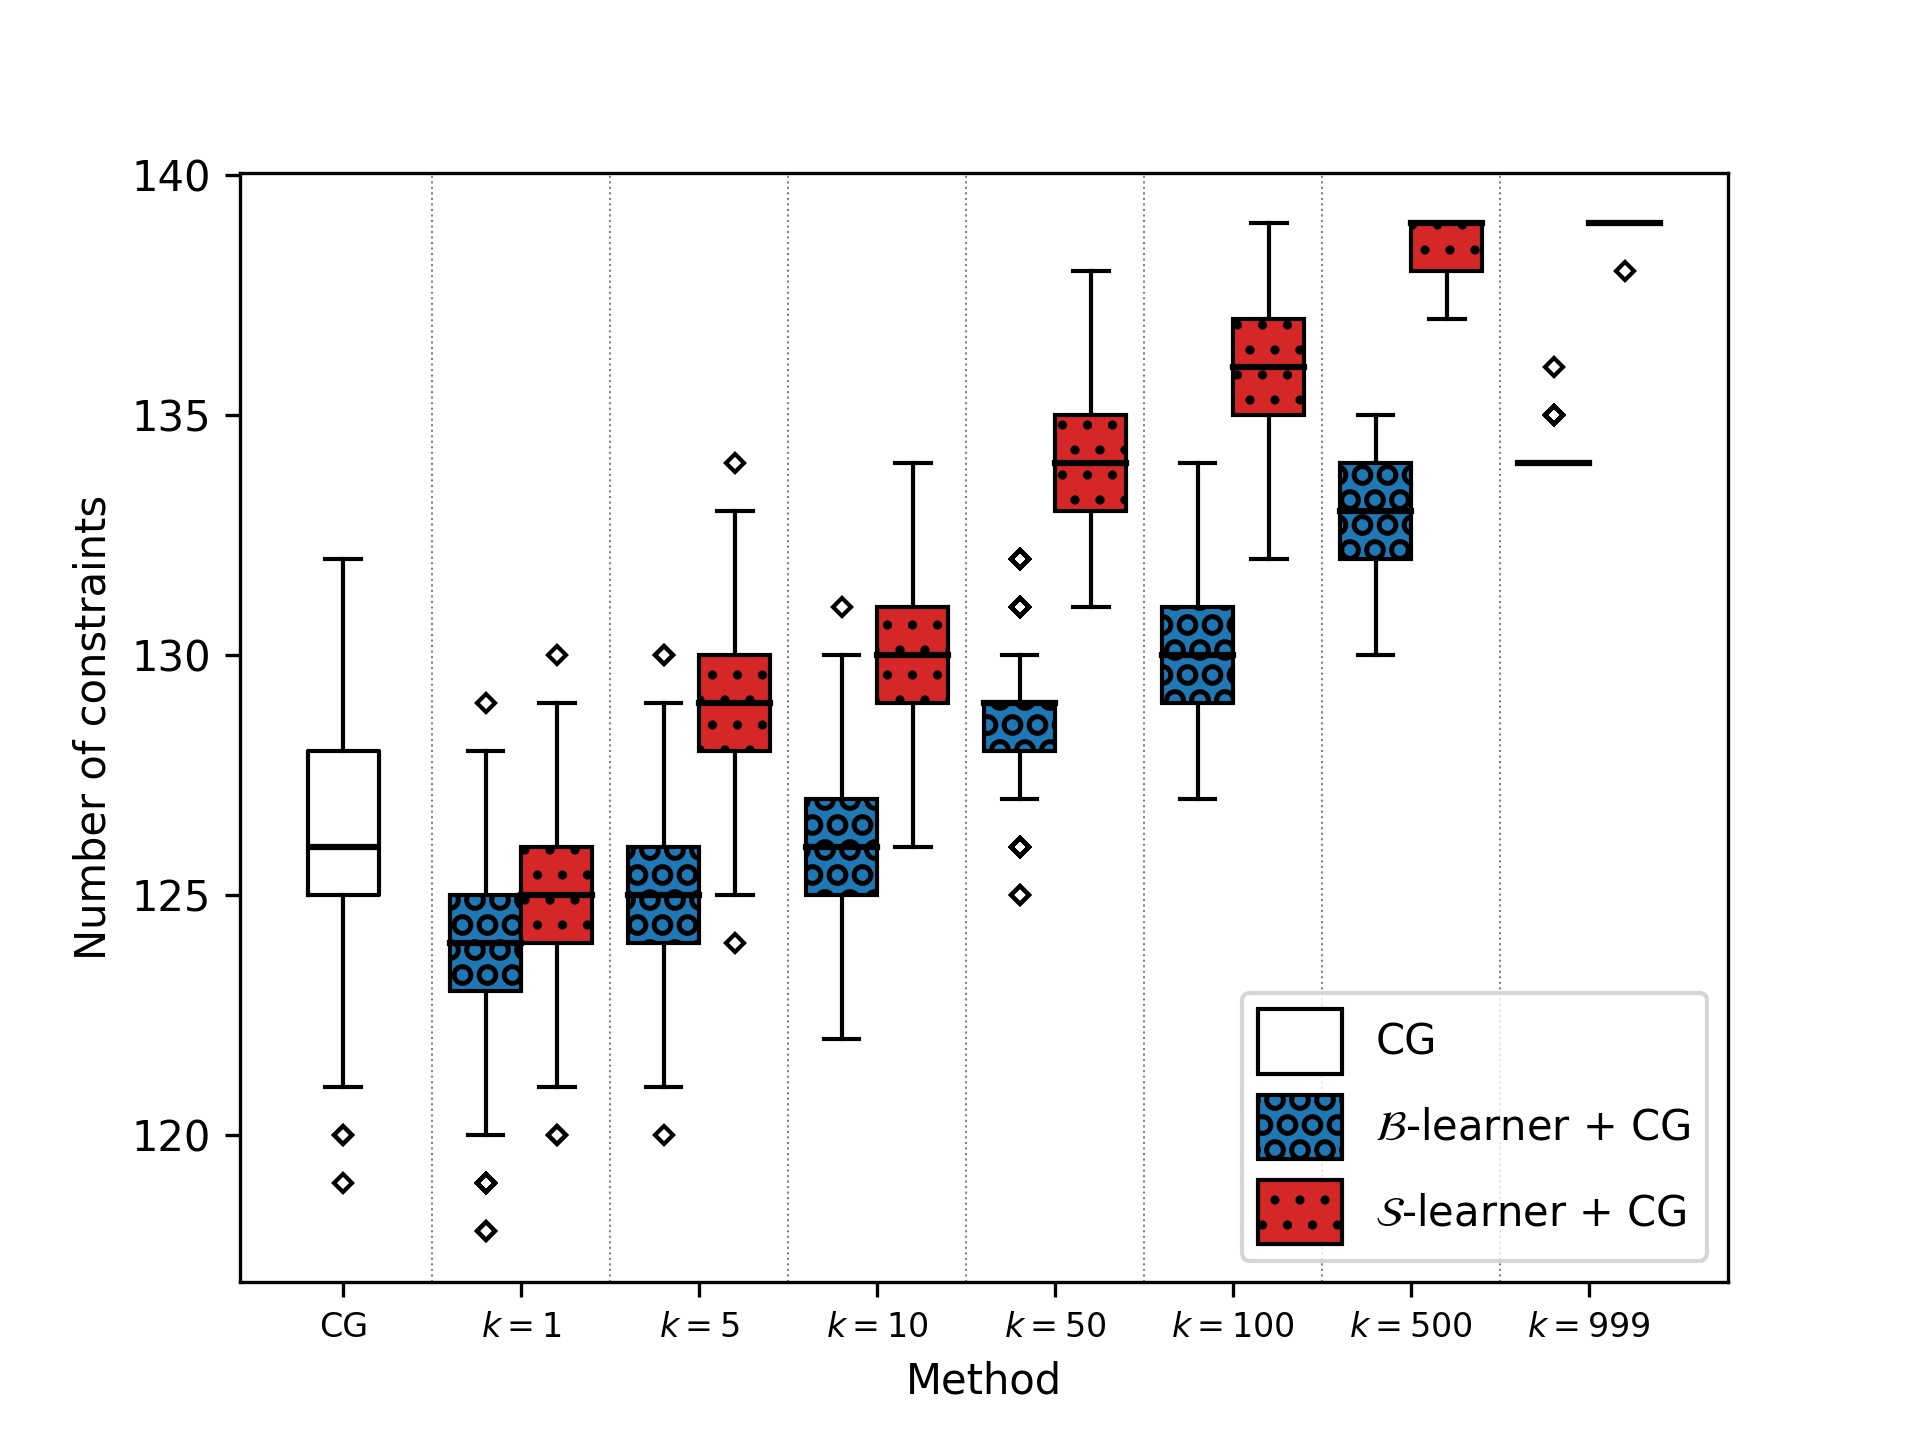 140
135
130
125
120
Number of constraints
CG
k = 1
k = 5
k = 10
k = 50
k = 100
k = 500
k = 999
Method
CG
ℬ-learner + CG
𝒮-learner + CG